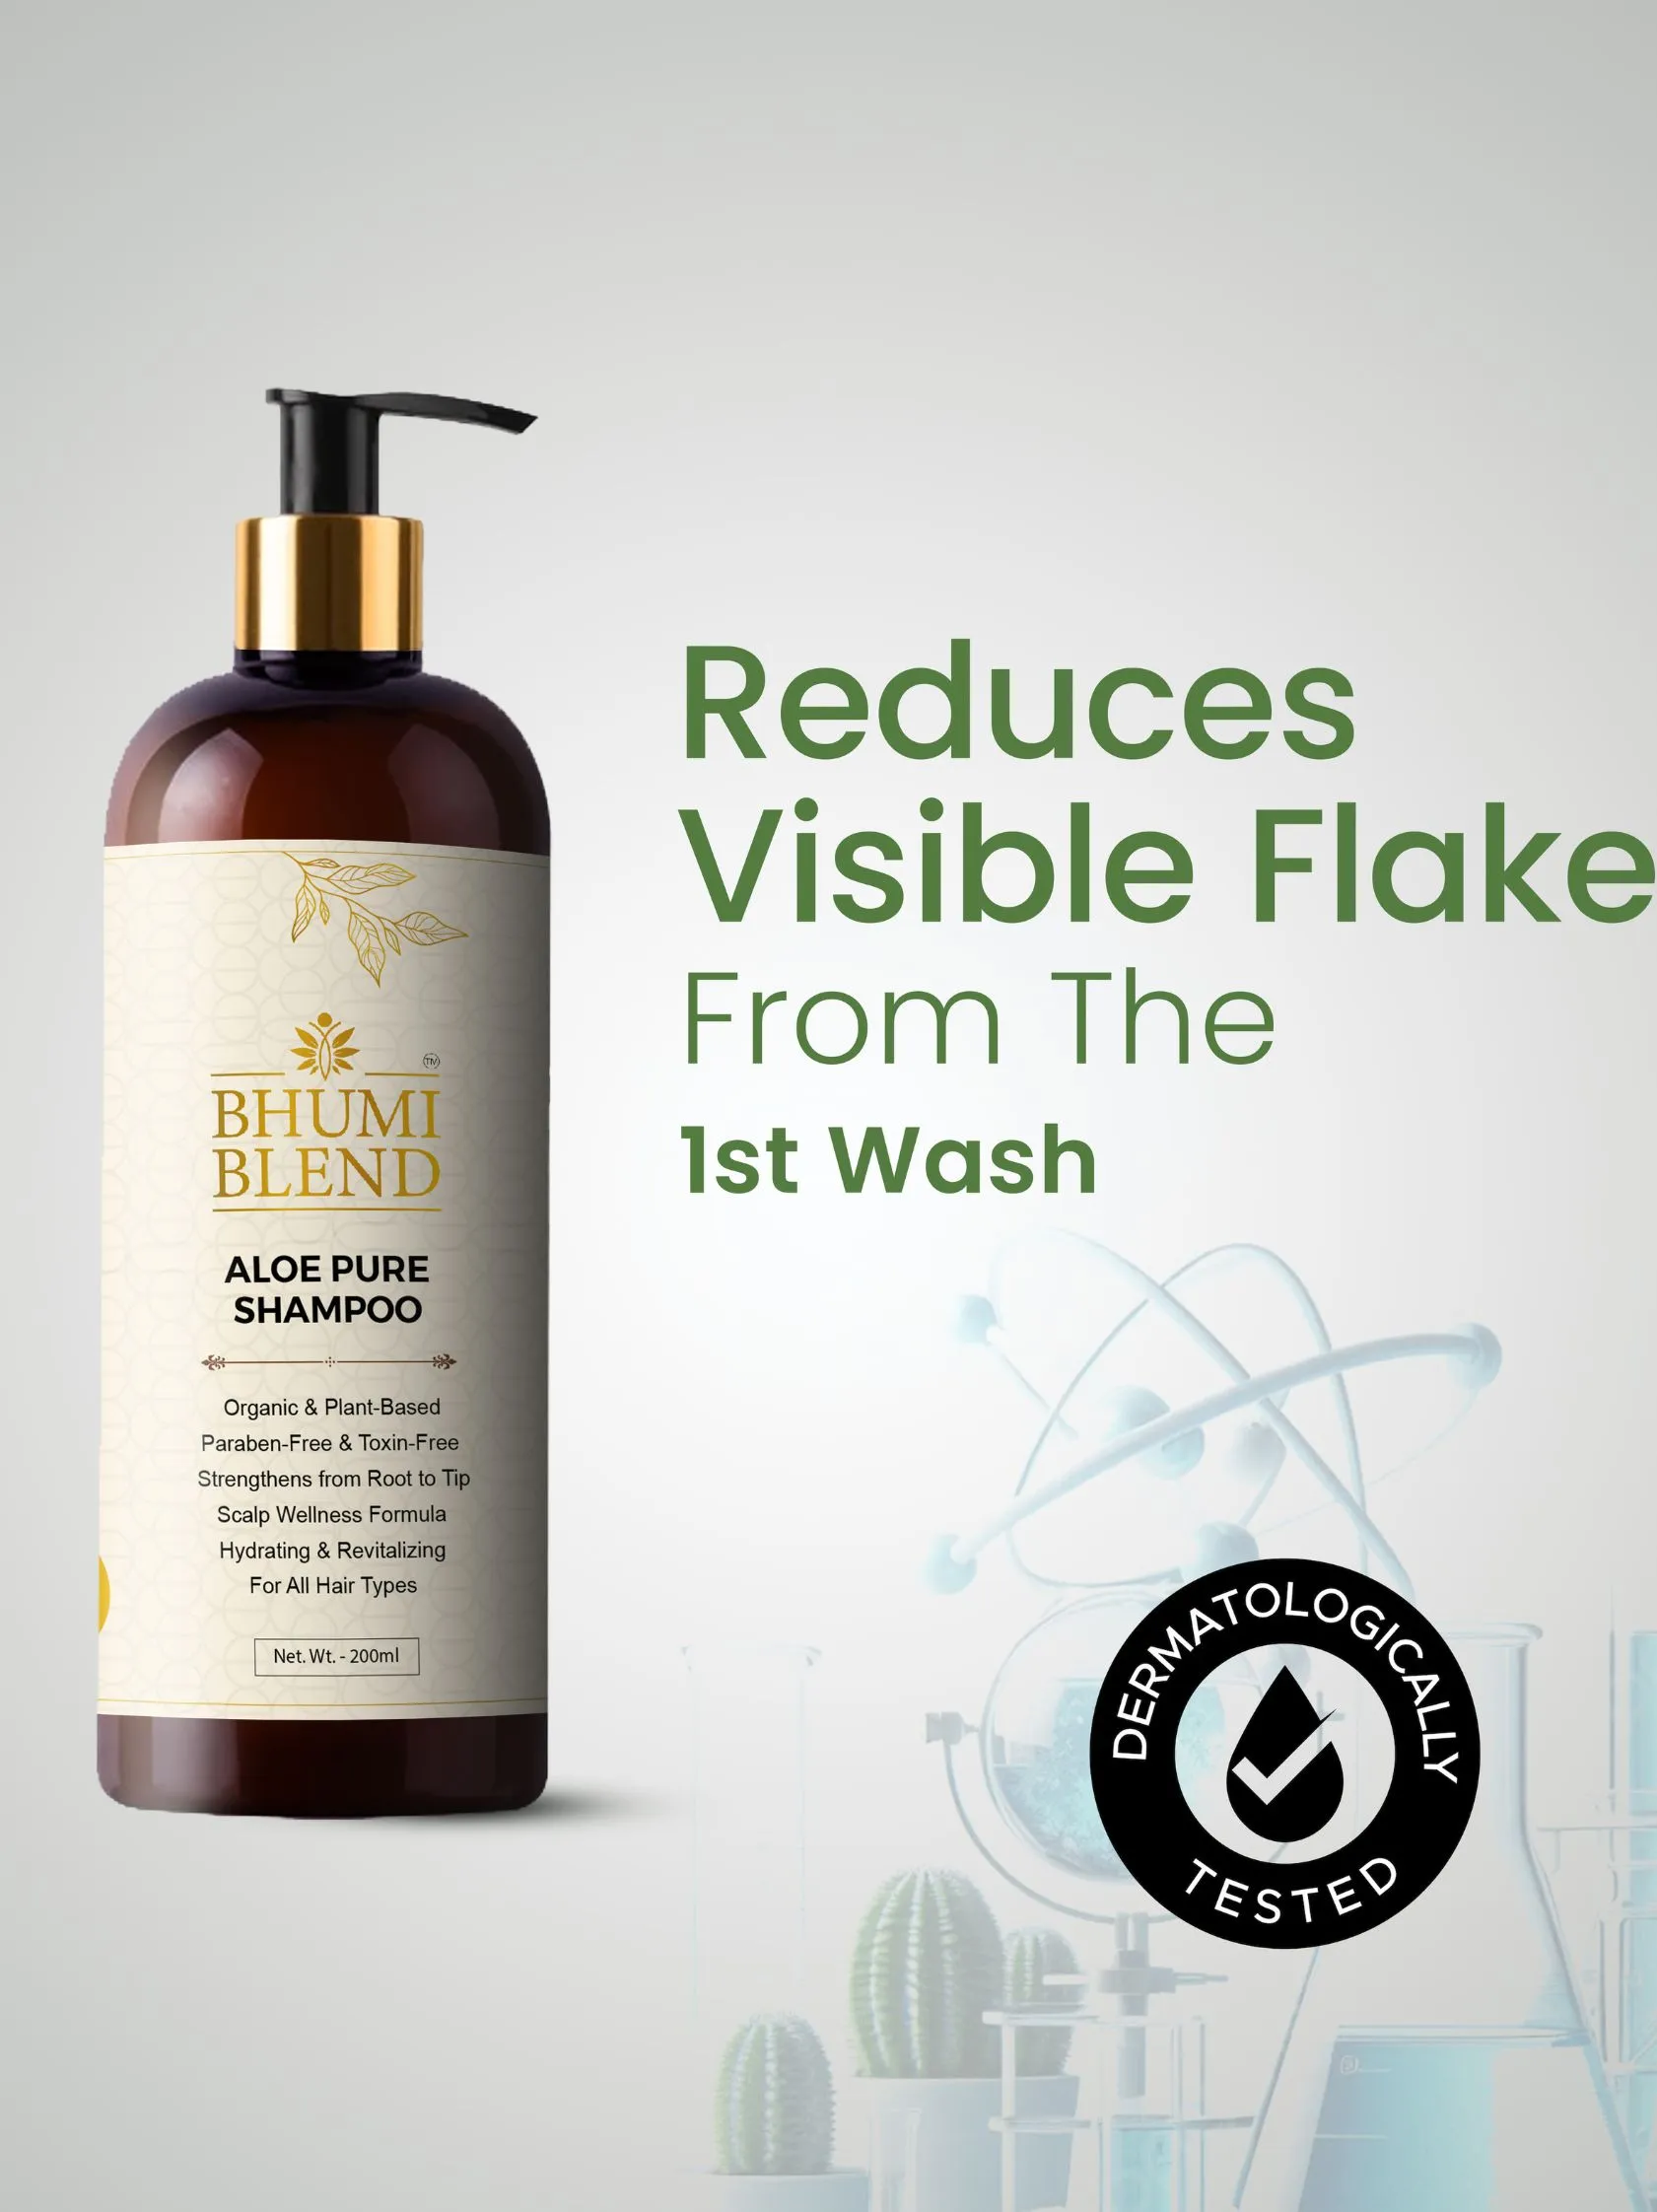 Reduces
Visible Flake
From The
1st Wash
TM
BHUMI
BLEND
ALOE PURE
SHAMPOO
Organic & Plant-Based
Paraben-Free & Toxin-Free
Strengthens from Root to Tip
Scalp Wellness Formula
Hydrating & Revitalizing
For All Hair Types
Net. Wt. - 200ml
DERMATOLOGICALLY
TESTED